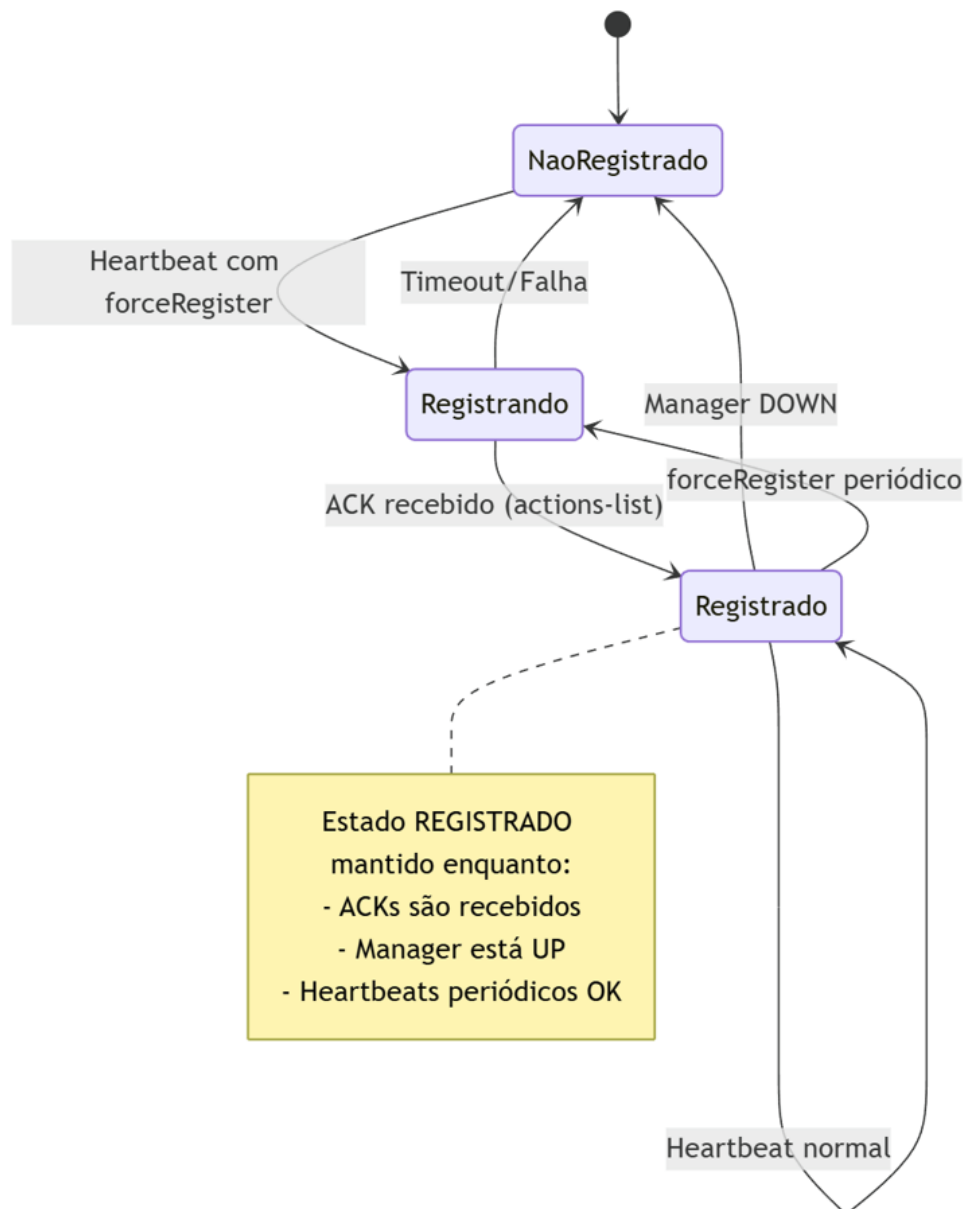 NaoRegistrado
Heartbeat com
forceRegister
Timeout/Falha
Registrando
Manager DOWN
forceRegister periódico
ACK recebido (actions-list)
Registrado
Estado REGISTRADO
mantido enquanto:
- ACKs são recebidos
- Manager está UP
- Heartbeats periódicos OK
Heartbeat normal